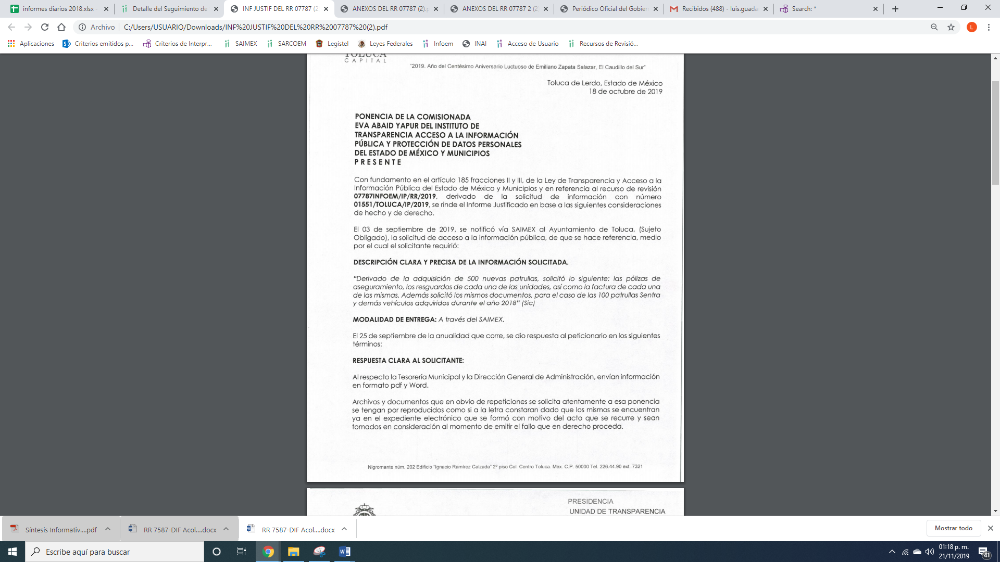 informes diarios 2018.xlsx -
Detalle del Seguimiento de
INF JUSTIF DEL RR 07787 (2
ANEXOS DEL RR 07787 (2).p
ANEXOS DEL RR 07787 2 (2
Periódico Oficial del Gobier
Recibidos (488) - luis.guada
Search: *
Archivo
C:/Users/USUARIO/Downloads/INF%20JUSTIF%20DEL%20RR%2007787%20(2).pdf
L
Aplicaciones
Criterios emitidos p...
Criterios de Interpr...
SAIMEX
SARCOEM
Legistel
Leyes Federales
Infoem
INAI
Acceso de Usuario
Recursos de Revisió...
TOLUCA
CAPITAL
"2019. Año del Centésimo Aniversario Luctuoso de Emiliano Zapata Salazar, El Caudillo del Sur"
Toluca de Lerdo, Estado de México
18 de octubre de 2019
PONENCIA DE LA COMISIONADA
EVA ABAID YAPUR DEL INSTITUTO DE
TRANSPARENCIA ACCESO A LA INFORMACIÓN
PÚBLICA Y PROTECCIÓN DE DATOS PERSONALES
DEL ESTADO DE MÉXICO Y MUNICIPIOS
P R E S E N T E
Con fundamento en el artículo 185 fracciones II y III, de la Ley de Transparencia y Acceso a la
Información Pública del Estado de México y Municipios y en referencia al recurso de revisión
07787INFOEM/IP/RR/2019, derivado de la solicitud de información con número
01551/TOLUCA/IP/2019, se rinde el Informe Justificado en base a las siguientes consideraciones
de hecho y de derecho.
El 03 de septiembre de 2019, se notificó vía SAIMEX al Ayuntamiento de Toluca, (Sujeto
Obligado), la solicitud de acceso a la información pública, de que se hace referencia, medio
por el cual el solicitante requirió:
DESCRIPCIÓN CLARA Y PRECISA DE LA INFORMACIÓN SOLICITADA.
"Derivado de la adquisición de 500 nuevas patrullas, solicitó lo siguiente: las pólizas de
aseguramiento, los resguardos de cada una de las unidades, así como la factura de cada una
de las mismas. Además solicitó los mismos documentos, para el caso de las 100 patrullas Sentra
y demás vehículos adquiridos durante el año 2018" (Sic)
MODALIDAD DE ENTREGA: A través del SAIMEX.
El 25 de septiembre de la anualidad que corre, se dio respuesta al peticionario en los siguientes
términos:
RESPUESTA CLARA AL SOLICITANTE:
Al respecto la Tesorería Municipal y la Dirección General de Administración, envían información
en formato pdf y Word.
Archivos y documentos que en obvio de repeticiones se solicita atentamente a esa ponencia
se tengan por reproducidos como si a la letra constaran dado que los mismos se encuentran
ya en el expediente electrónico que se formó con motivo del acto que se recurre y sean
tomados en consideración al momento de emitir el fallo que en derecho proceda.
Nigromante núm. 202 Edificio "Ignacio Ramírez Calzada" 2º piso Col. Centro Toluca. Méx. C.P. 50000 Tel. 226.44.90 ext. 7321
PRESIDENCIA
UNIDAD DE TRANSPARENCIA
Síntesis Informativ....pdf
RR 7587-DIF Acol....docx
RR 7587-DIF Acol....docx
Mostrar todo
Escribe aquí para buscar
01:18 p. m.
21/11/2019
41